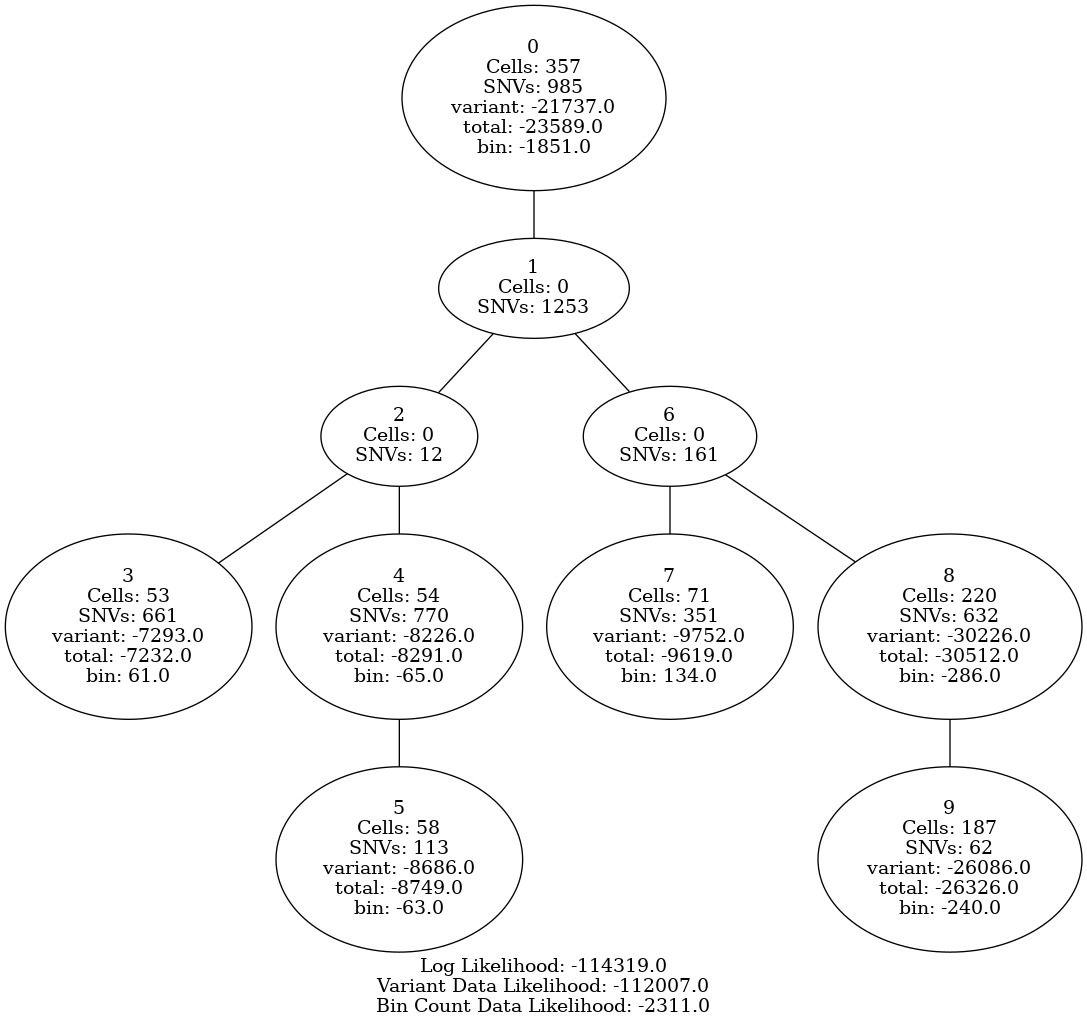 0
Cells: 357
SNVs: 985
variant: -21737.0
total: -23589.0
bin: -1851.0
1
Cells: 0
SNVs: 1253
2
Cells: 0
SNVs: 12
6
Cells: 0
SNVs: 161
3
Cells: 53
SNVs: 661
variant: -7293.0
total: -7232.0
bin: 61.0
4
Cells: 54
SNVs: 770
variant: -8226.0
total: -8291.0
bin: -65.0
7
Cells: 71
SNVs: 351
variant: -9752.0
total: -9619.0
bin: 134.0
8
Cells: 220
SNVs: 632
variant: -30226.0
total: -30512.0
bin: -286.0
5
Cells: 58
SNVs: 113
variant: -8686.0
total: -8749.0
bin: -63.0
9
Cells: 187
SNVs: 62
variant: -26086.0
total: -26326.0
bin: -240.0
Log Likelihood: -114319.0
Variant Data Likelihood: -112007.0
Bin Count Data Likelihood: -2311.0